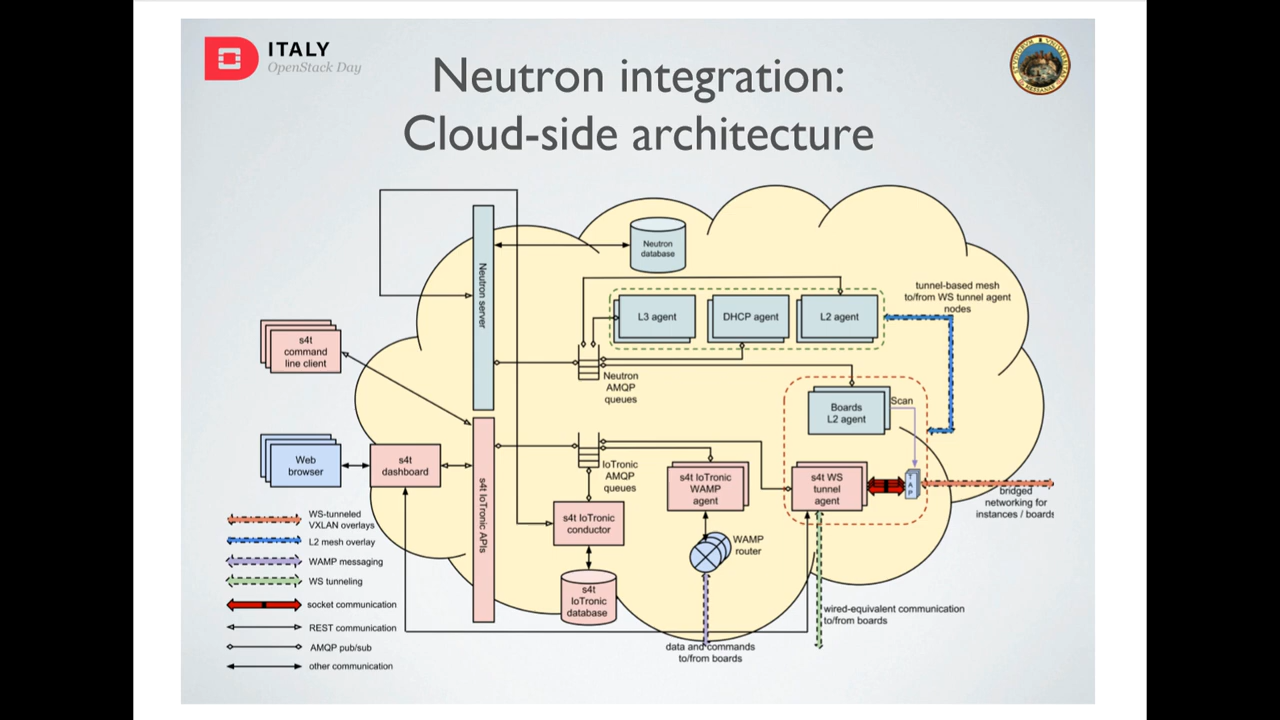 ITALY
OpenStack Day
Neutron integration:
Cloud-side architecture
Neutron
database
Neutron server
tunnel-based mesh
to/from WS tunnel agent
nodes
L3 agent
DHCP agent
L2 agent
s4t
command
line client
Neutron
AMQP
queues
Boards
L2 agent
Scan
Web
browser
s4t
dashboard
s4t IoTronic APIs
IoTronic
AMQP
queues
s4t IoTronic
WAMP
agent
s4t WS
tunnel
agent
T
A
P
bridged
networking for
instances / boards
s4t IoTronic
conductor
WAMP
router
s4t
IoTronic
database
WS-tunneled
VXLAN overlays
L2 mesh overlay
WAMP messaging
WS tunneling
socket communication
REST communication
AMQP pub/sub
other communication
wired-equivalent communication
to/from boards
data and commands
to/from boards